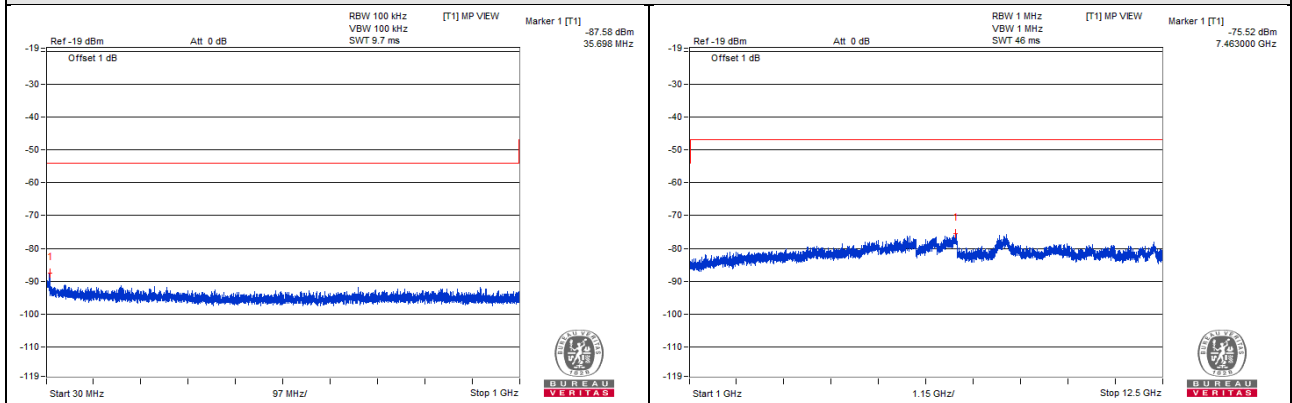 RBW 100 kHz
VBW 100 kHz
SWT 9.7 ms
[T1] MP VIEW
Marker 1 [T1]
-87.58 dBm
35.698 MHz
Ref -19 dBm
Att 0 dB
Offset 1 dB
-19
-30
-40
-50
-60
-70
-80
-90
-100
-110
-119
1
Start 30 MHz
97 MHz/
Stop 1 GHz
BUREAU
VERITAS
RBW 1 MHz
VBW 1 MHz
SWT 46 ms
[T1] MP VIEW
Marker 1 [T1]
-75.52 dBm
7.463000 GHz
Ref -19 dBm
Att 0 dB
Offset 1 dB
-19
-30
-40
-50
-60
-70
-80
-90
-100
-110
-119
1
Start 1 GHz
1.15 GHz/
Stop 12.5 GHz
BUREAU
VERITAS